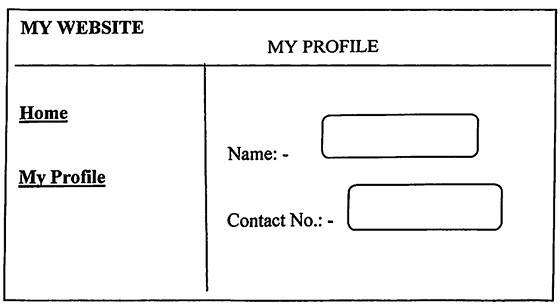 MY WEBSITE
MY PROFILE
Home
My Profile
Name: -
Contact No.: -